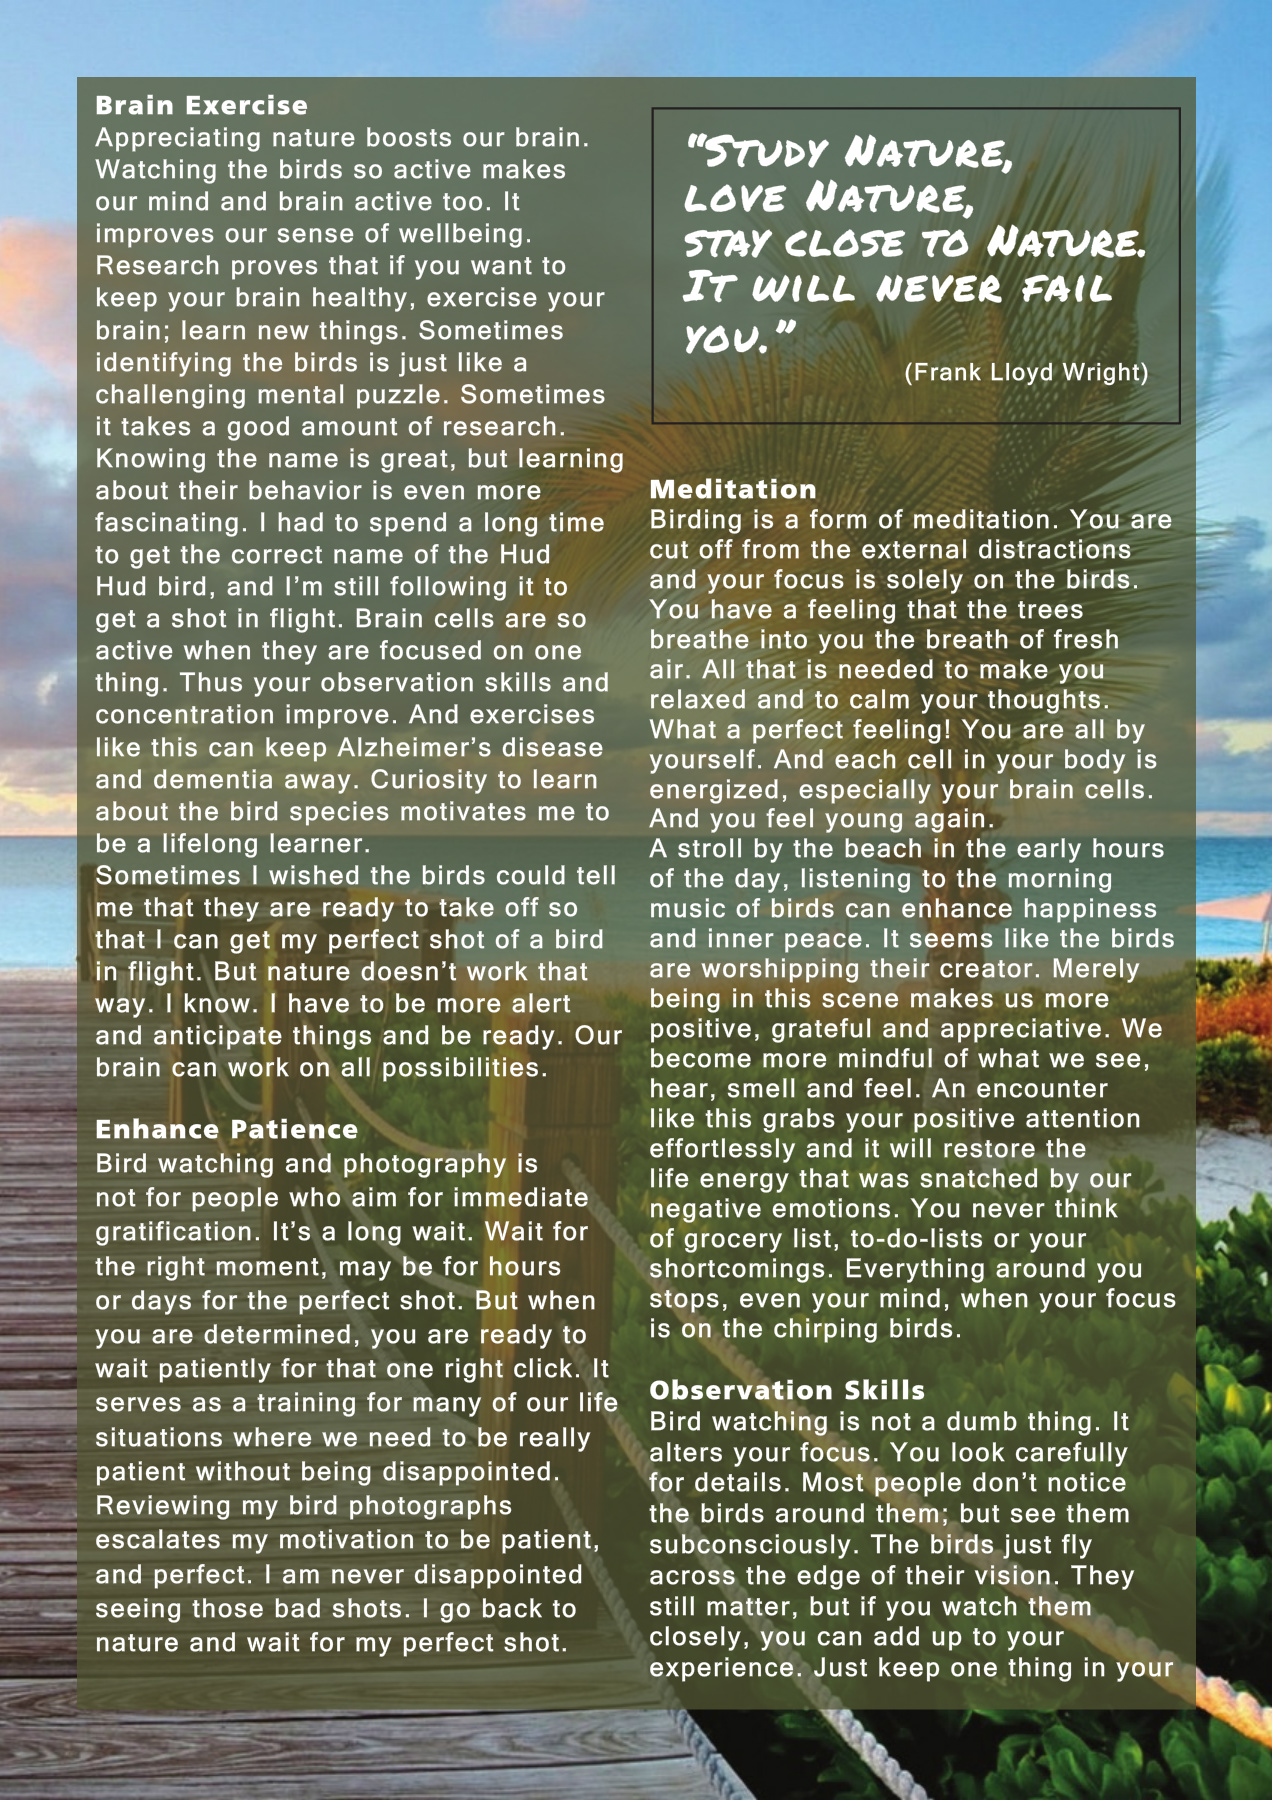 Brain Exercise
Appreciating nature boosts our brain.
Watching the birds so active makes
our mind and brain active too. It
improves our sense of wellbeing.
Research proves that if you want to
keep your brain healthy, exercise your
brain; learn new things. Sometimes
identifying the birds is just like a
challenging mental puzzle. Sometimes
it takes a good amount of research.
Knowing the name is great, but learning
about their behavior is even more
fascinating. I had to spend a long time
to get the correct name of the Hud
Hud bird, and I’m still following it to
get a shot in flight. Brain cells are so
active when they are focused on one
thing. Thus your observation skills and
concentration improve. And exercises
like this can keep Alzheimer’s disease
and dementia away. Curiosity to learn
about the bird species motivates me to
be a lifelong learner.
Sometimes I wished the birds could tell
me that they are ready to take off so
that I can get my perfect shot of a bird
in flight. But nature doesn’t work that
way. I know. I have to be more alert
and anticipate things and be ready. Our
brain can work on all possibilities.
Enhance Patience
Bird watching and photography is
not for people who aim for immediate
gratification. It’s a long wait. Wait for
the right moment, may be for hours
or days for the perfect shot. But when
you are determined, you are ready to
wait patiently for that one right click. It
serves as a training for many of our life
situations where we need to be really
patient without being disappointed.
Reviewing my bird photographs
escalates my motivation to be patient,
and perfect. I am never disappointed
seeing those bad shots. I go back to
nature and wait for my perfect shot.
“Study Nature,
love Nature,
stay close to Nature.
It will never fail
you.”
(Frank Lloyd Wright)
Meditation
Birding is a form of meditation. You are
cut off from the external distractions
and your focus is solely on the birds.
You have a feeling that the trees
breathe into you the breath of fresh
air. All that is needed to make you
relaxed and to calm your thoughts.
What a perfect feeling! You are all by
yourself. And each cell in your body is
energized, especially your brain cells.
And you feel young again.
A stroll by the beach in the early hours
of the day, listening to the morning
music of birds can enhance happiness
and inner peace. It seems like the birds
are worshipping their creator. Merely
being in this scene makes us more
positive, grateful and appreciative. We
become more mindful of what we see,
hear, smell and feel. An encounter
like this grabs your positive attention
effortlessly and it will restore the
life energy that was snatched by our
negative emotions. You never think
of grocery list, to-do-lists or your
shortcomings. Everything around you
stops, even your mind, when your focus
is on the chirping birds.
Observation Skills
Bird watching is not a dumb thing. It
alters your focus. You look carefully
for details. Most people don’t notice
the birds around them; but see them
subconsciously. The birds just fly
across the edge of their vision. They
still matter, but if you watch them
closely, you can add up to your
experience. Just keep one thing in your